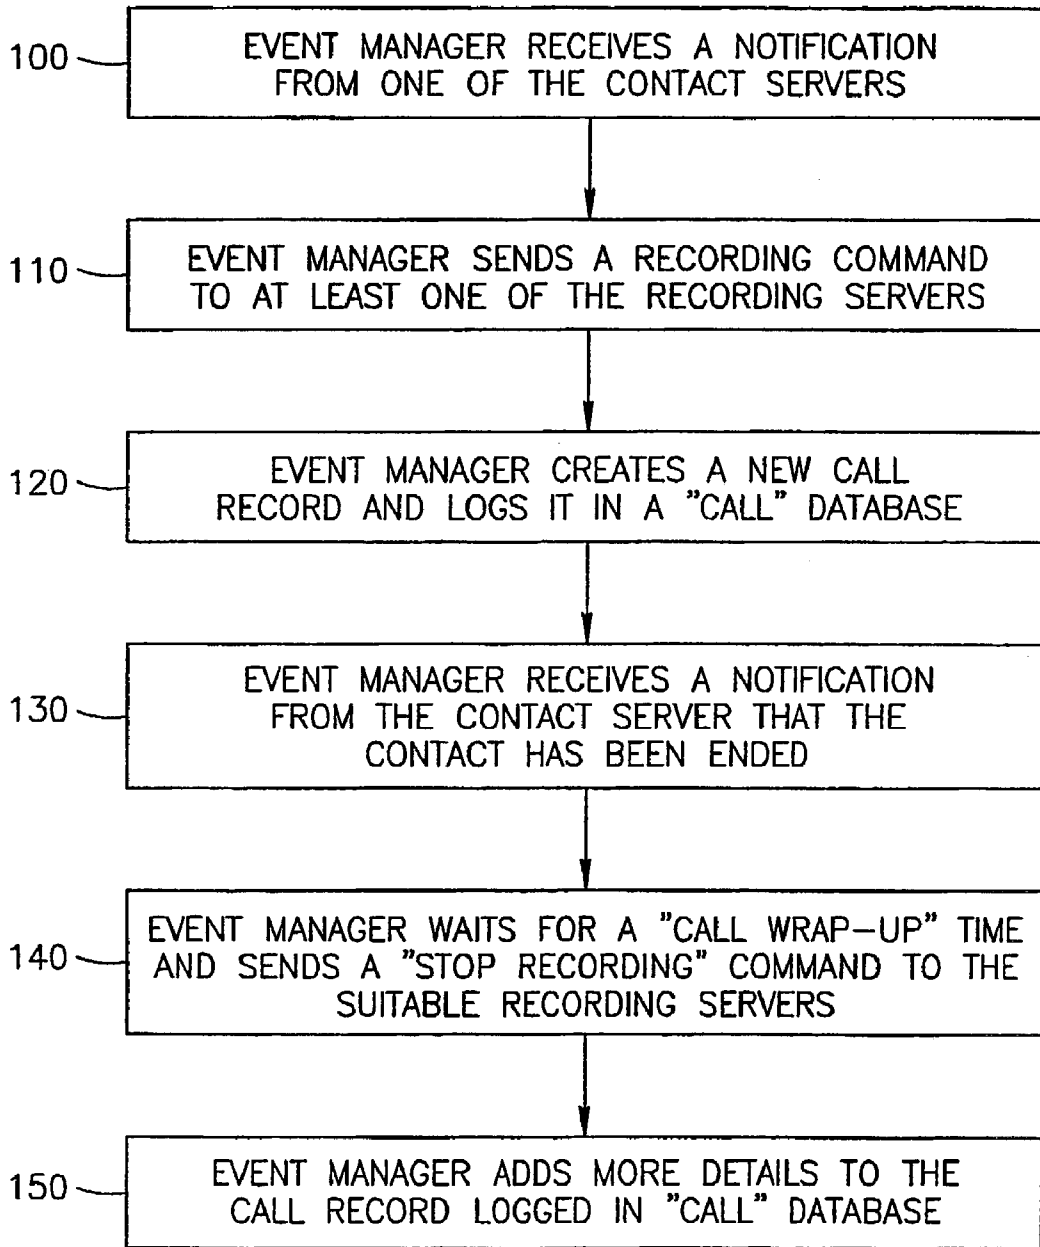 100
EVENT MANAGER RECEIVES A NOTIFICATION
FROM ONE OF THE CONTACT SERVERS
110
EVENT MANAGER SENDS A RECORDING COMMAND
TO AT LEAST ONE OF THE RECORDING SERVERS
120
EVENT MANAGER CREATES A NEW CALL
RECORD AND LOGS IT IN A "CALL" DATABASE
130
EVENT MANAGER RECEIVES A NOTIFICATION
FROM THE CONTACT SERVER THAT THE
CONTACT HAS BEEN ENDED
140
EVENT MANAGER WAITS FOR A "CALL WRAP-UP" TIME
AND SENDS A "STOP RECORDING" COMMAND TO THE
SUITABLE RECORDING SERVERS
150
EVENT MANAGER ADDS MORE DETAILS TO THE
CALL RECORD LOGGED IN "CALL" DATABASE